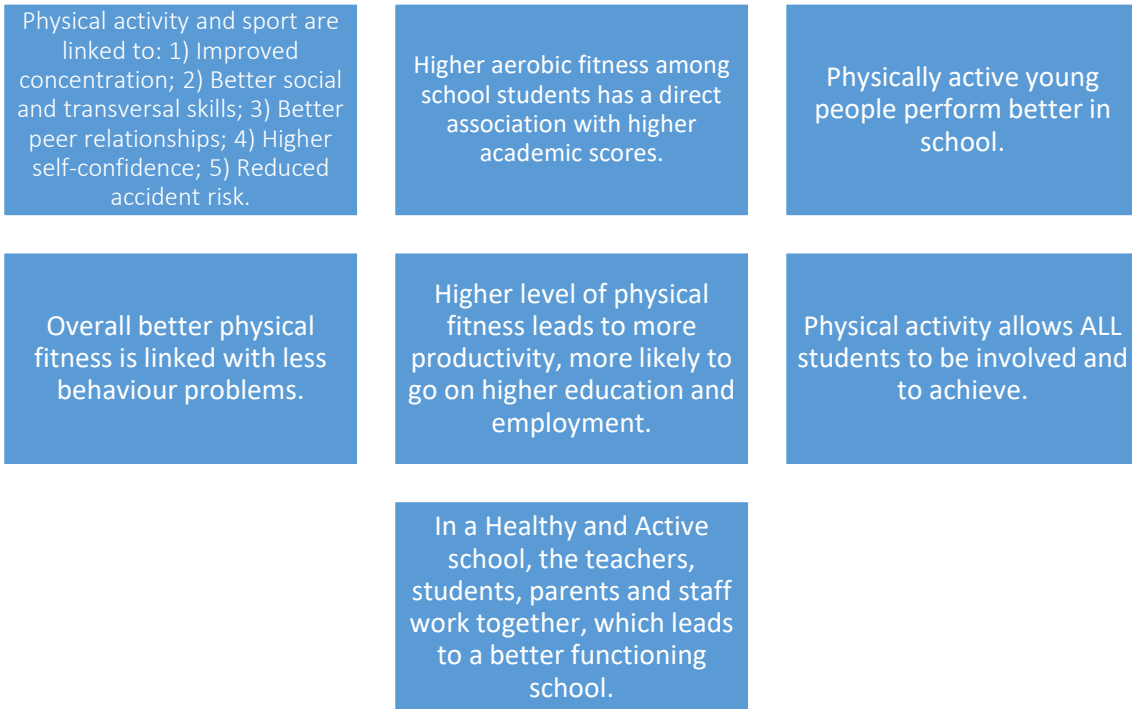 Physical activity and sport are
linked to: 1) Improved
concentration; 2) Better social
and transversal skills; 3) Better
peer relationships; 4) Higher
self-confidence; 5) Reduced
accident risk.
Higher aerobic fitness among
school students has a direct
association with higher
academic scores.
Physically active young
people perform better in
school.
Overall better physical
fitness is linked with less
behaviour problems.
Higher level of physical
fitness leads to more
productivity, more likely to
go on higher education and
employment.
Physical activity allows ALL
students to be involved and
to achieve.
In a Healthy and Active
school, the teachers,
students, parents and staff
work together, which leads
to a better functioning
school.